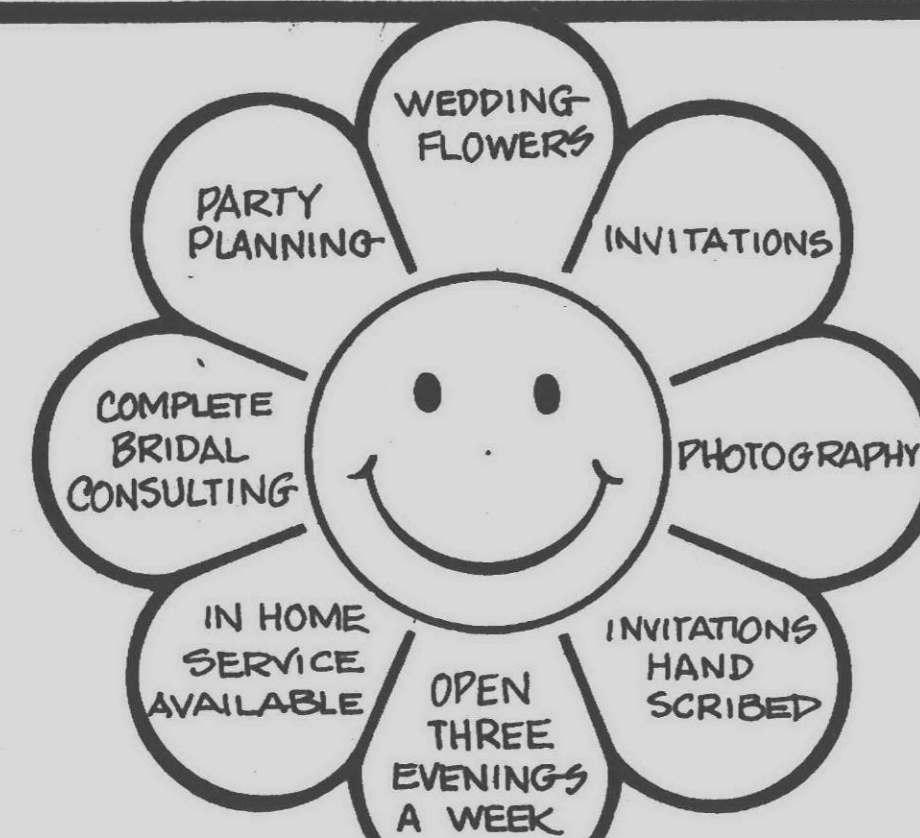 WEDDING
FLOWERS
INVITATIONS
PHOTOGRAPHY
INVITATIONS
HAND
SCRIBED
OPEN
THREE
EVENINGS
A WEEK
IN HOME
SERVICE
AVAILABLE
COMPLETE
BRIDAL
CONSULTING
PARTY
PLANNING